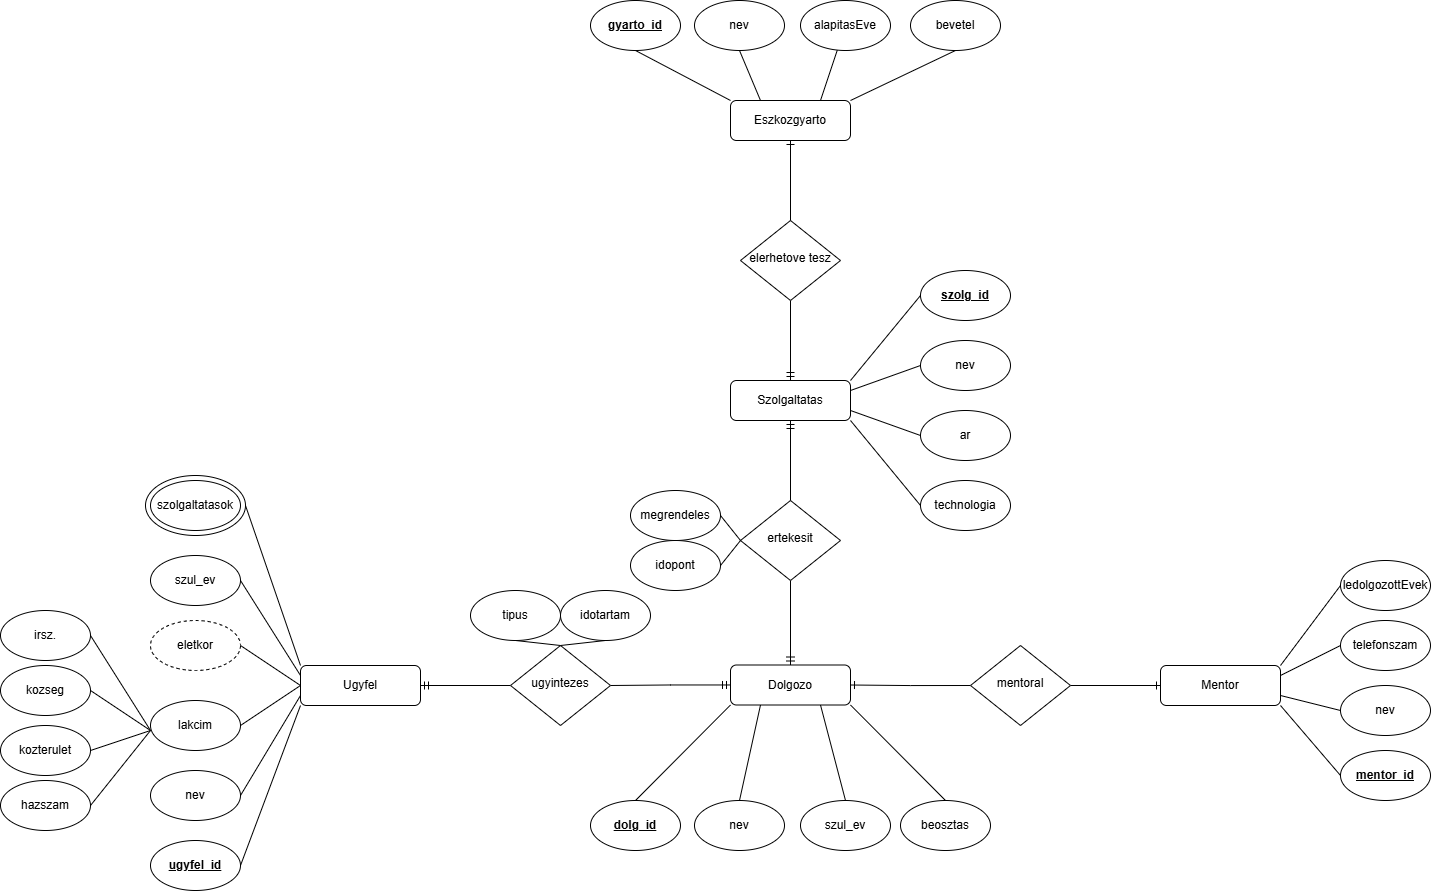 gyarto_id
nev
alapitasEve
bevetel
Eszkozgyarto
elerhetove tesz
szolg_id
nev
Szolgaltatas
ar
technologia
szolgaltatasok
megrendeles
ertekesit
idopont
szul_ev
eletkor
irsz.
kozseg
lakcim
kozterulet
hazszam
nev
ugyfel_id
Ugyfel
tipus
idotartam
ugyintezes
Dolgozo
mentoral
Mentor
ledolgozottEvek
telefonszam
nev
mentor_id
dolg_id
nev
szul_ev
beosztas